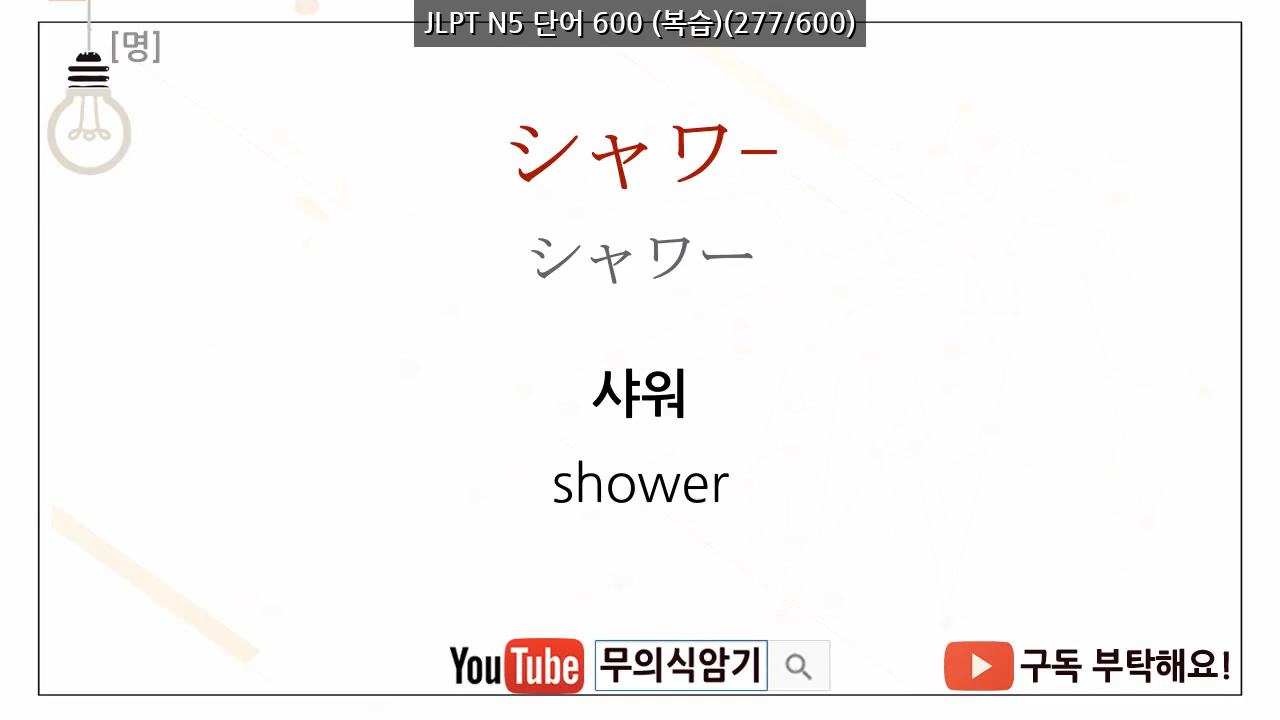 JLPT N5 단어 600 (복습)(277/600)
[명]
シャワー
シャワー
샤워
shower
YouTube 무의식암기 구독 부탁해요!